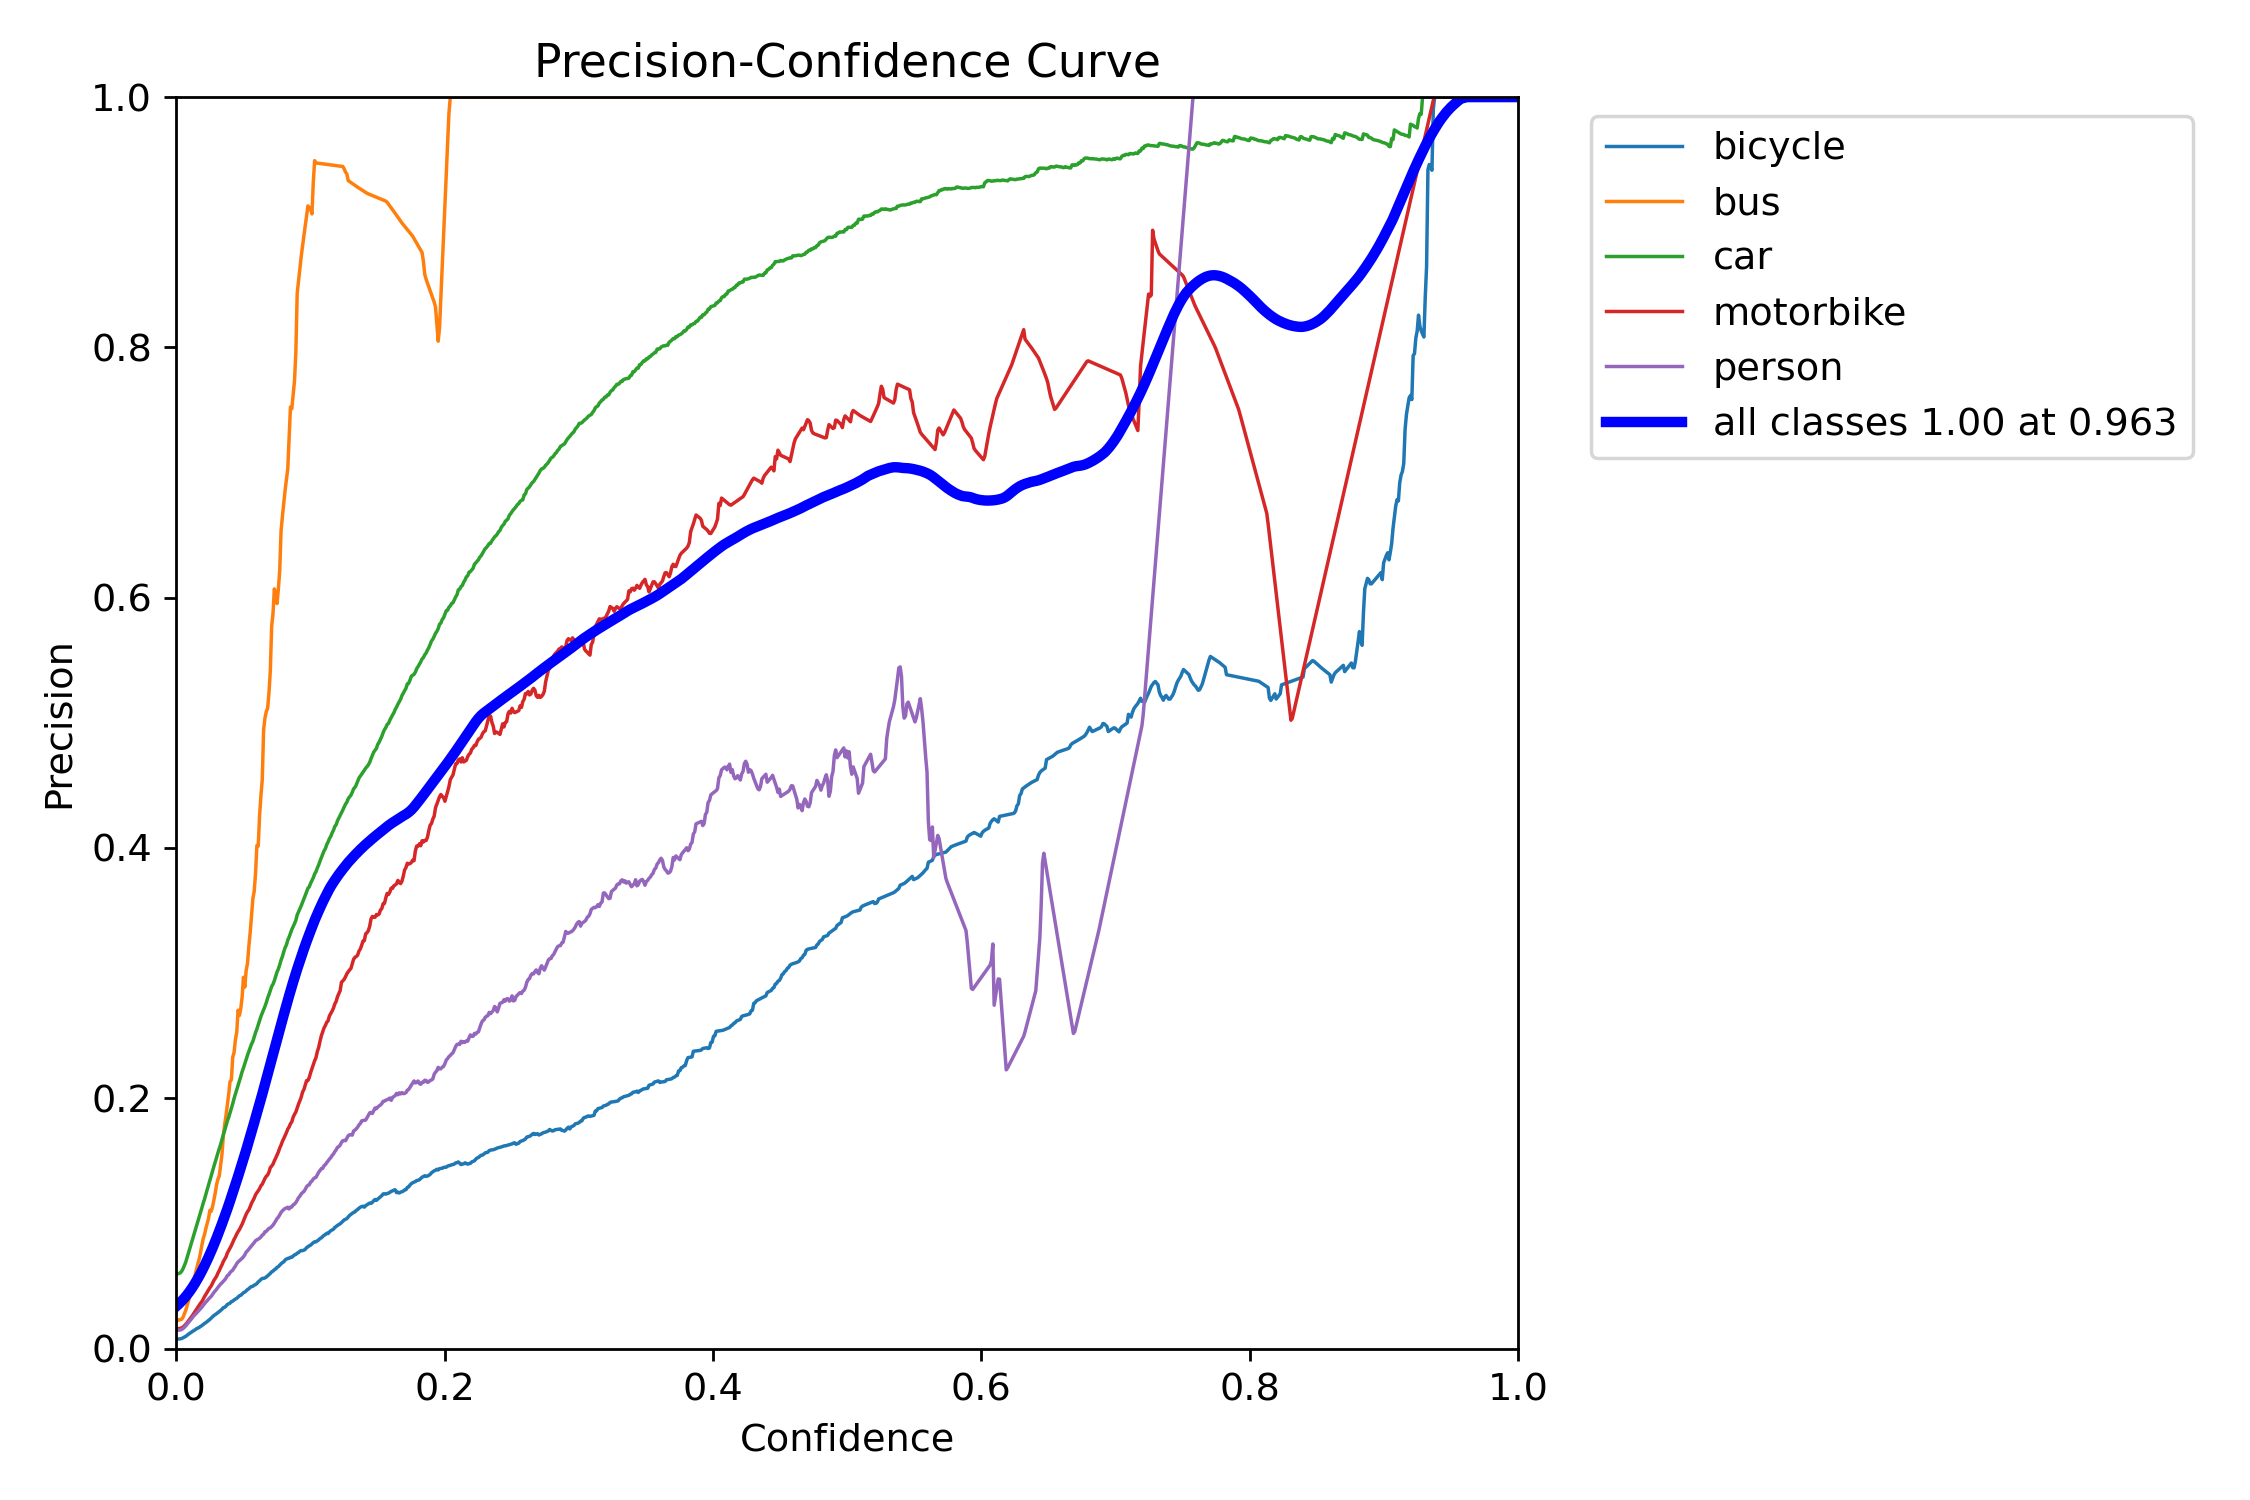 Precision-Confidence Curve
1.0
0.8
0.6
0.4
0.2
0.0
Precision
0.0 0.2 0.4 0.6 0.8 1.0
Confidence
bicycle
bus
car
motorbike
person
all classes 1.00 at 0.963